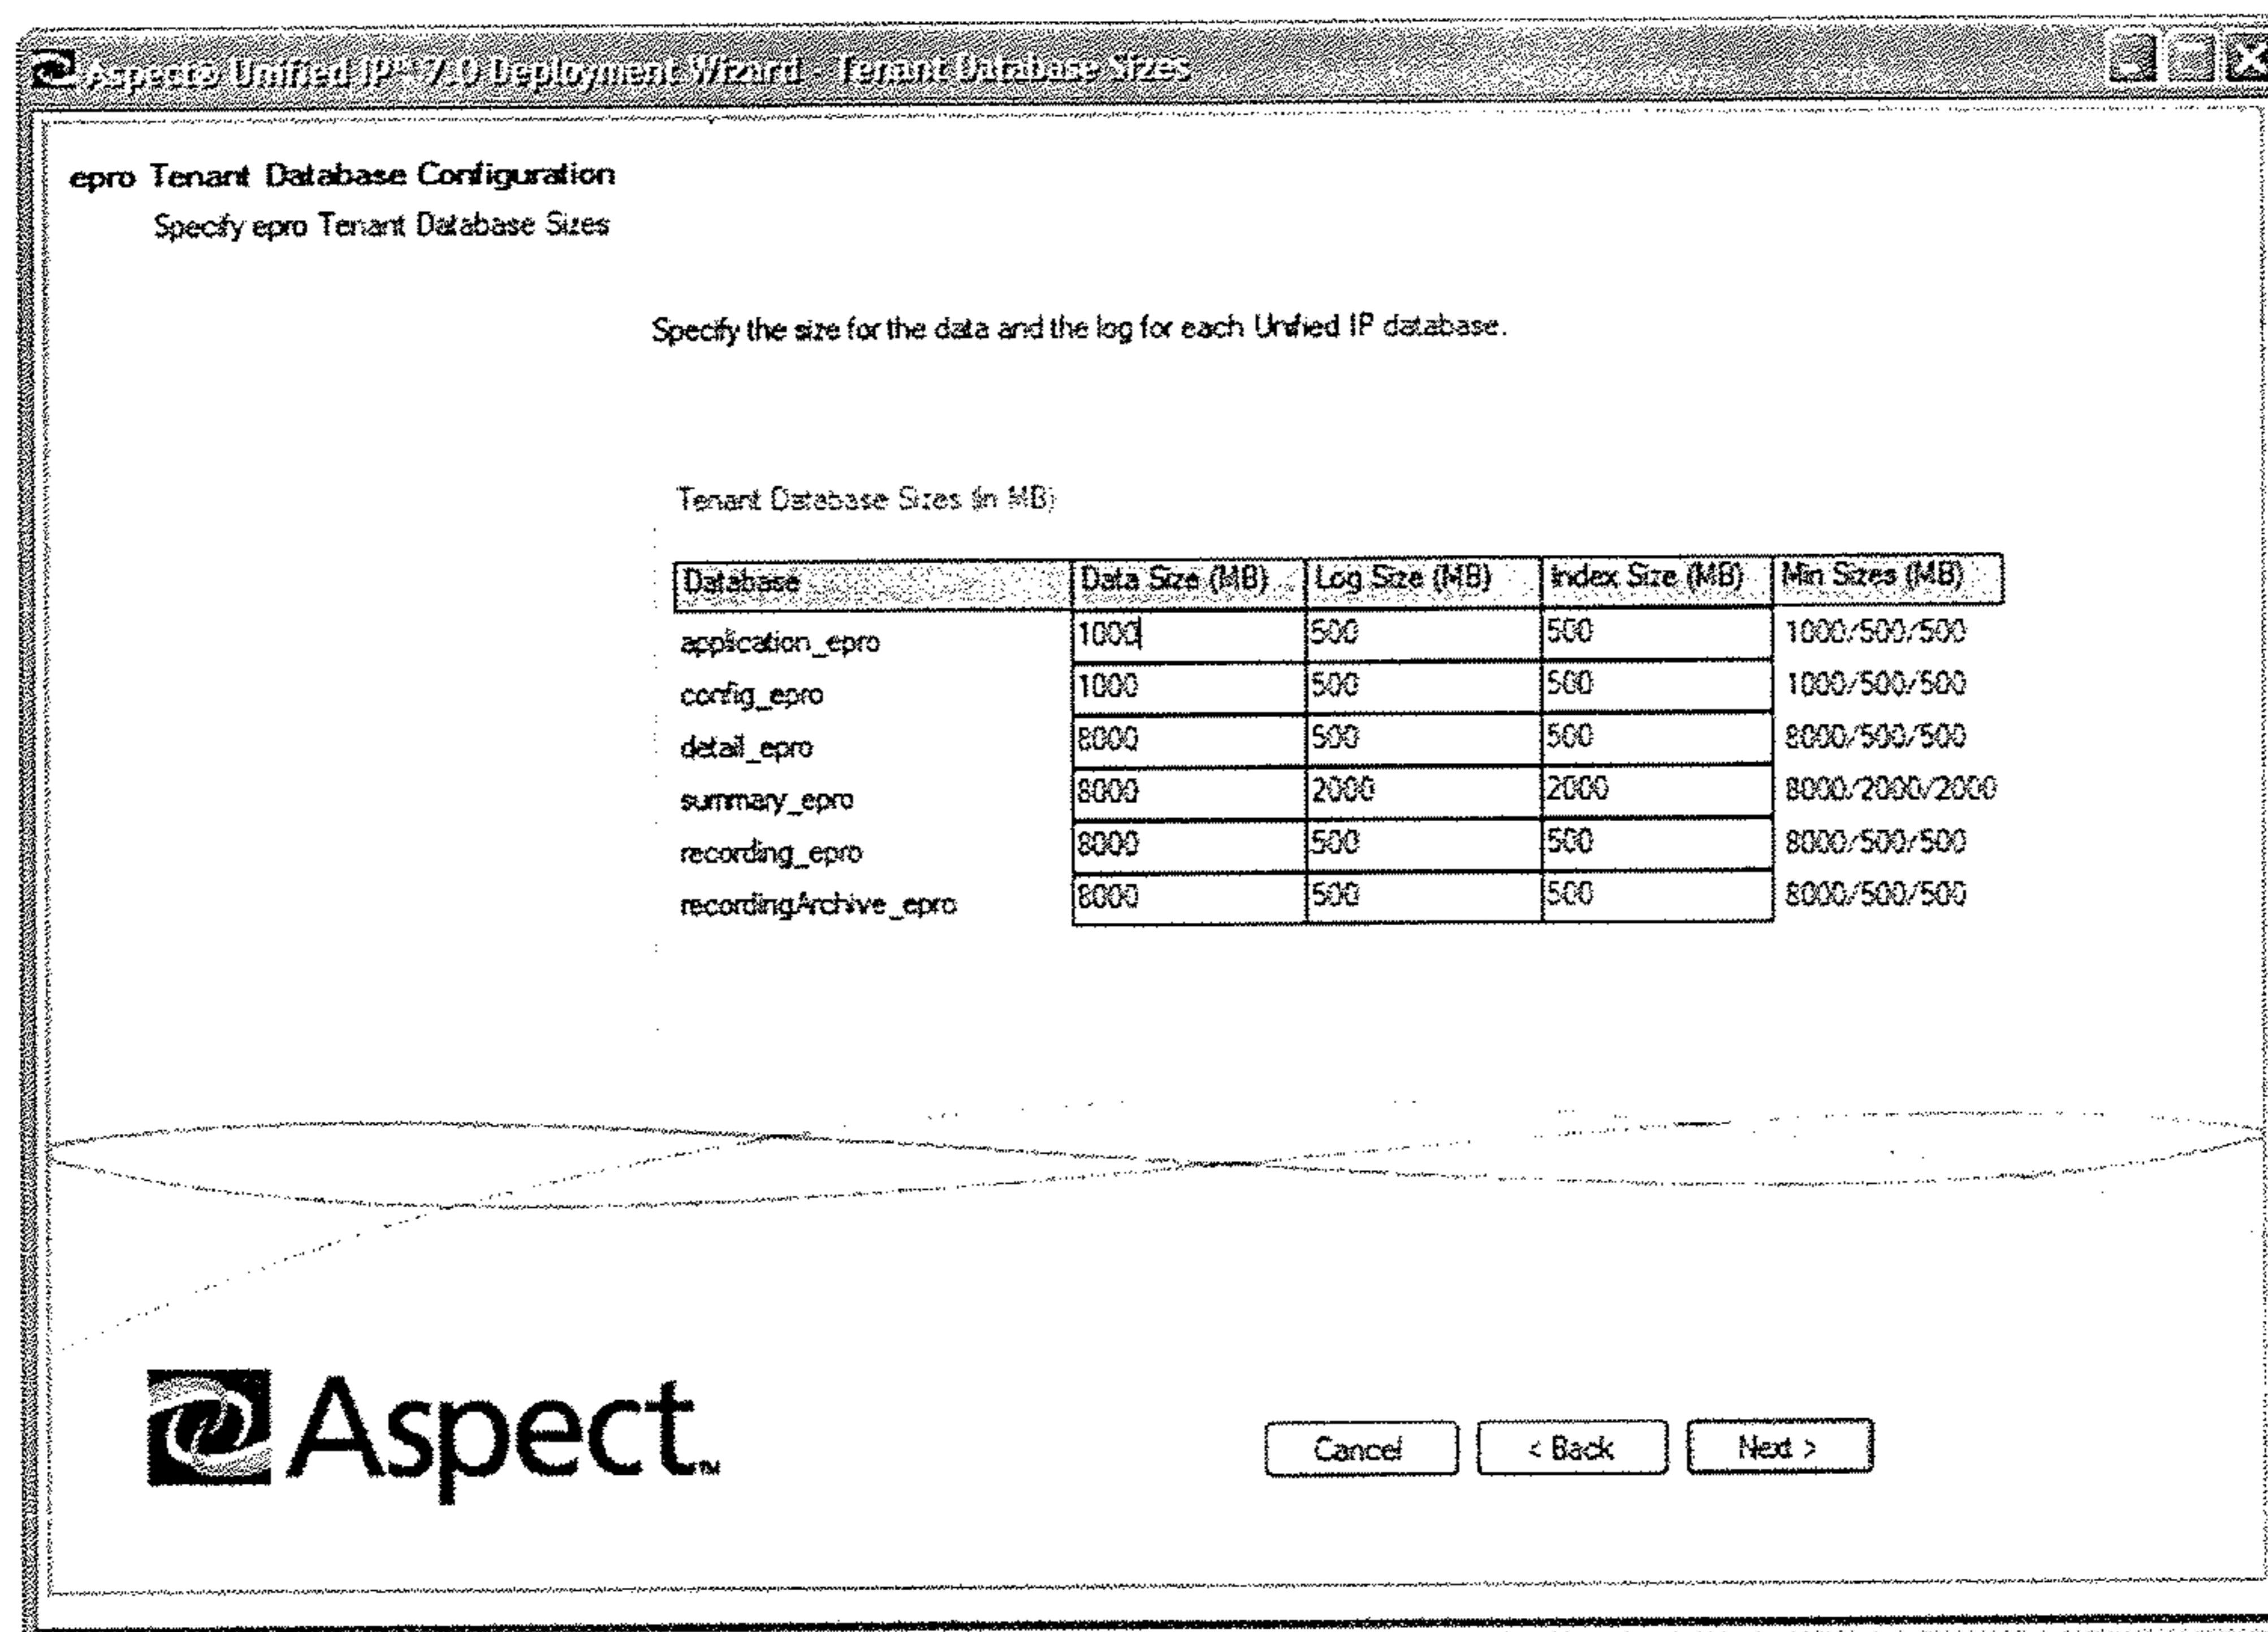 Aspect® Unified IP® 7.0 Deployment Wizard - Tenant Database Sizes
epro Tenant Database Configuration
Specify epro Tenant Database Sizes
Specify the size for the data and the log for each Unified IP database.
Tenant Database Sizes (in MB)
Database Data Size (MB) Log Size (MB) Index Size (MB) Min Sizes (MB)
application_epro 1000 500 500 1000/500/500
config_epro 1000 500 500 1000/500/500
detail_epro 8000 500 500 8000/500/500
summary_epro 8000 2000 2000 8000/2000/2000
recording_epro 8000 500 500 8000/500/500
recordingArchive_epro 8000 500 500 8000/500/500
Aspect™
Cancel < Back Next >